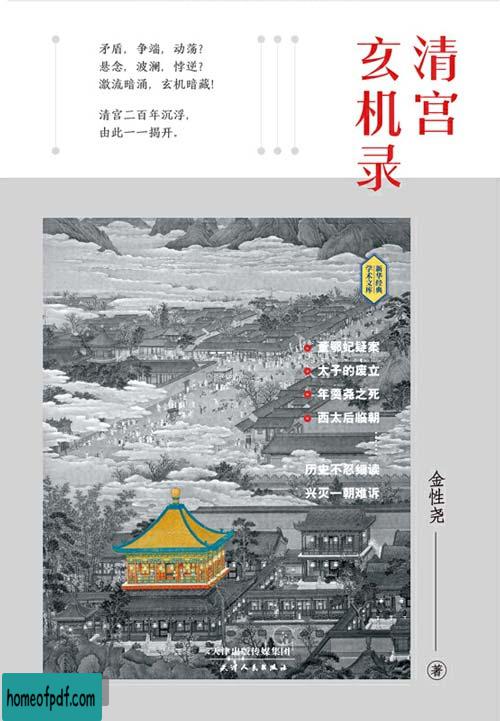 矛盾,争端,动荡?
悬念,波澜,悖逆?
激流暗涌,玄机暗藏!
清宫二百年沉浮,
由此一一揭开。
清宫
玄机录
新华经典
学术文库
董鄂妃疑案
太子的废立
年羹尧之死
西太后临朝
……
历史不忍细读
兴灭一朝难诉
金性尧
著
天津出版传媒集团
天津人民出版社
homeofpdf.com